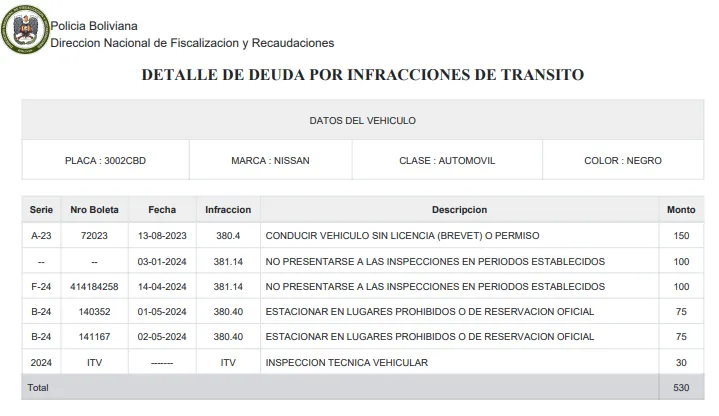 Policia Boliviana
Direccion Nacional de Fiscalizacion y Recaudaciones
DETALLE DE DEUDA POR INFRACCIONES DE TRANSITO
DATOS DEL VEHICULO
PLACA : 3002CBD MARCA : NISSAN CLASE : AUTOMOVIL COLOR : NEGRO
Serie Nro Boleta Fecha Infraccion Descripcion Monto
A-23 72023 13-08-2023 380.4 CONDUCIR VEHICULO SIN LICENCIA (BREVET) O PERMISO 150
-- -- 03-01-2024 381.14 NO PRESENTARSE A LAS INSPECCIONES EN PERIODOS ESTABLECIDOS 100
F-24 414184258 14-04-2024 381.14 NO PRESENTARSE A LAS INSPECCIONES EN PERIODOS ESTABLECIDOS 100
B-24 140352 01-05-2024 380.40 ESTACIONAR EN LUGARES PROHIBIDOS O DE RESERVACION OFICIAL 75
B-24 141167 02-05-2024 380.40 ESTACIONAR EN LUGARES PROHIBIDOS O DE RESERVACION OFICIAL 75
2024 ITV ------- ITV INSPECCION TECNICA VEHICULAR 30
Total 530